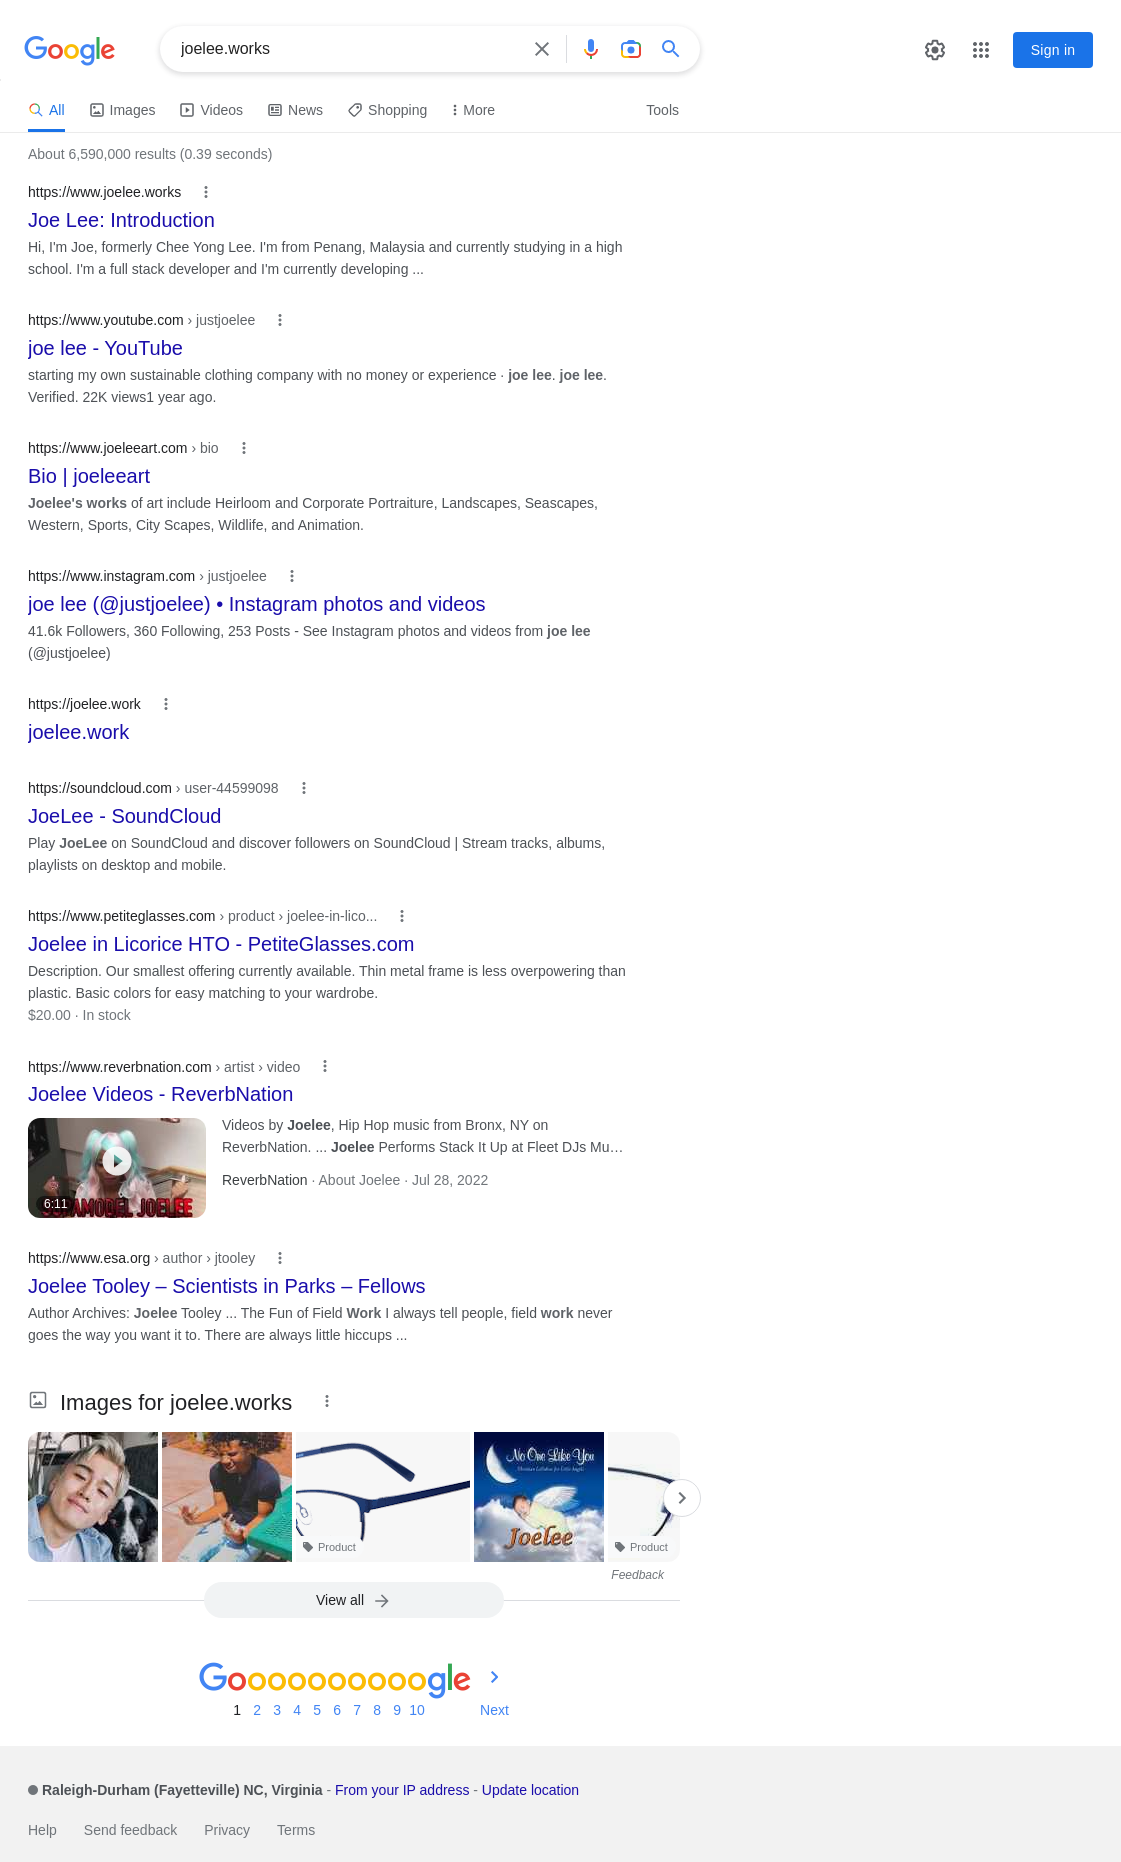 Google
joelee.works
Sign in
All
Images
Videos
News
Shopping
More
Tools
About 6,590,000 results (0.39 seconds)
https://www.joelee.works
Joe Lee: Introduction
Hi, I'm Joe, formerly Chee Yong Lee. I'm from Penang, Malaysia and currently studying in a high
school. I'm a full stack developer and I'm currently developing ...
https://www.youtube.com › justjoelee
joe lee - YouTube
starting my own sustainable clothing company with no money or experience · joe lee. joe lee.
Verified. 22K views1 year ago.
https://www.joeleeart.com › bio
Bio | joeleeart
Joelee's works of art include Heirloom and Corporate Portraiture, Landscapes, Seascapes,
Western, Sports, City Scapes, Wildlife, and Animation.
https://www.instagram.com › justjoelee
joe lee (@justjoelee) • Instagram photos and videos
41.6k Followers, 360 Following, 253 Posts - See Instagram photos and videos from joe lee
(@justjoelee)
https://joelee.work
joelee.work
https://soundcloud.com › user-44599098
JoeLee - SoundCloud
Play JoeLee on SoundCloud and discover followers on SoundCloud | Stream tracks, albums,
playlists on desktop and mobile.
https://www.petiteglasses.com › product › joelee-in-lico...
Joelee in Licorice HTO - PetiteGlasses.com
Description. Our smallest offering currently available. Thin metal frame is less overpowering than
plastic. Basic colors for easy matching to your wardrobe.
$20.00 · In stock
https://www.reverbnation.com › artist › video
Joelee Videos - ReverbNation
Videos by Joelee, Hip Hop music from Bronx, NY on
ReverbNation. ... Joelee Performs Stack It Up at Fleet DJs Mu…
ReverbNation · About Joelee · Jul 28, 2022
6:11
JOELEE
https://www.esa.org › author › jtooley
Joelee Tooley – Scientists in Parks – Fellows
Author Archives: Joelee Tooley ... The Fun of Field Work I always tell people, field work never
goes the way you want it to. There are always little hiccups ...
Images for joelee.works
No One Like You
Joelee
Product
Product
Feedback
View all
Goooooooooogle
1 2 3 4 5 6 7 8 9 10 Next
Raleigh-Durham (Fayetteville) NC, Virginia - From your IP address - Update location
Help Send feedback Privacy Terms